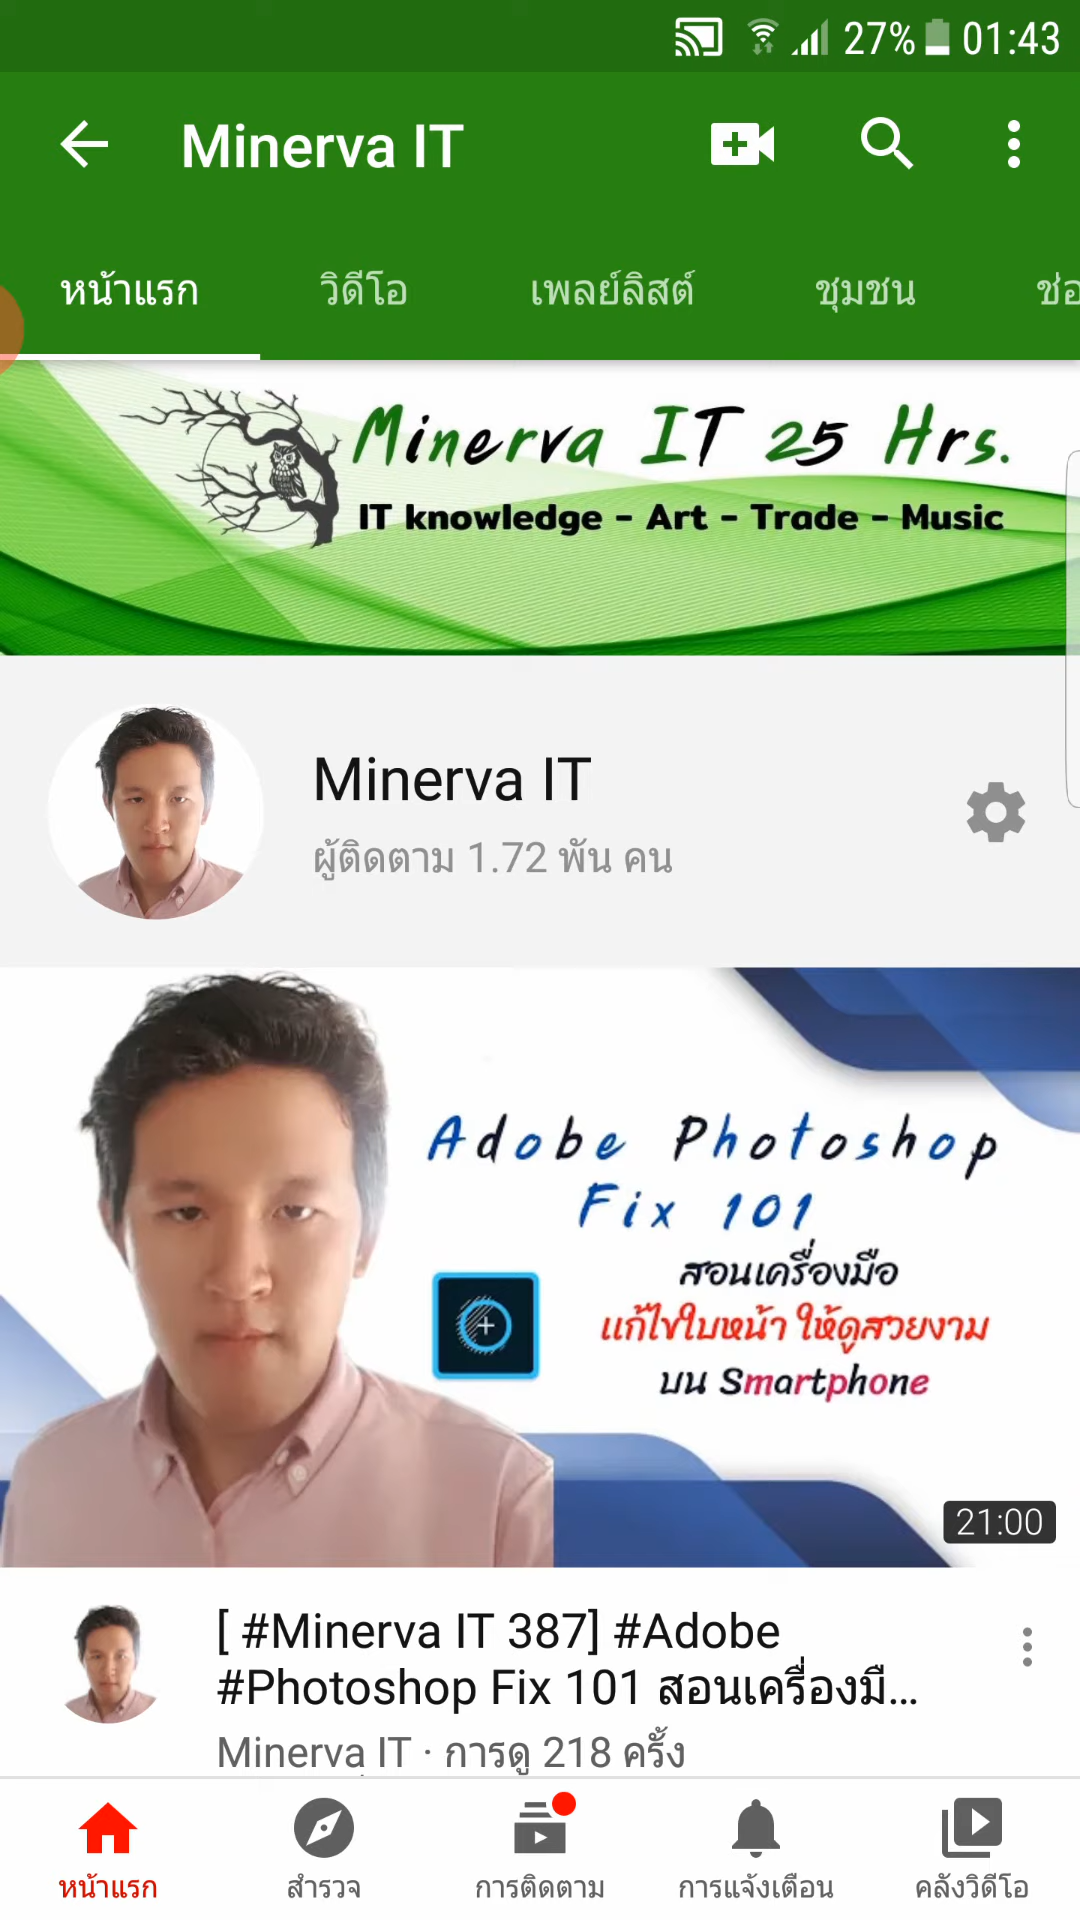 27% 01:43
Minerva IT
หน้าแรก วิดีโอ เพลย์ลิสต์ ชุมชน ช่อ
Minerva IT 25 Hrs.
IT knowledge - Art - Trade - Music
Minerva IT
ผู้ติดตาม 1.72 พัน คน
Adobe Photoshop
Fix 101
สอนเครื่องมือ
แก้ไขใบหน้า ให้ดูสวยงาม
บน Smartphone
21:00
[ #Minerva IT 387] #Adobe
#Photoshop Fix 101 สอนเครื่องมื...
Minerva IT · การดู 218 ครั้ง
หน้าแรก สำรวจ การติดตาม การแจ้งเตือน คลังวิดีโอ